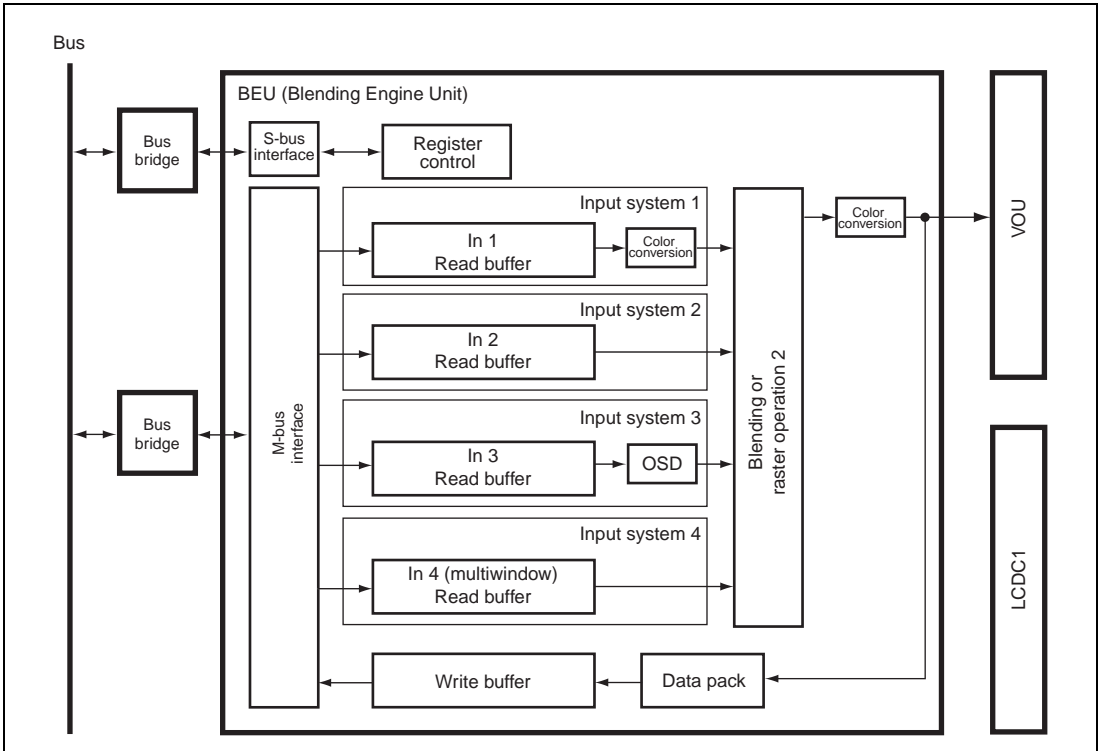 Bus
BEU (Blending Engine Unit)
Bus
bridge
S-bus
interface
Register
control
Input system 1
In 1
Read buffer
Color
conversion
Color
conversion
VOU
Input system 2
In 2
Read buffer
M-bus
interface
Blending or
raster operation 2
Bus
bridge
Input system 3
In 3
Read buffer
OSD
Input system 4
In 4 (multiwindow)
Read buffer
LCDC1
Write buffer
Data pack